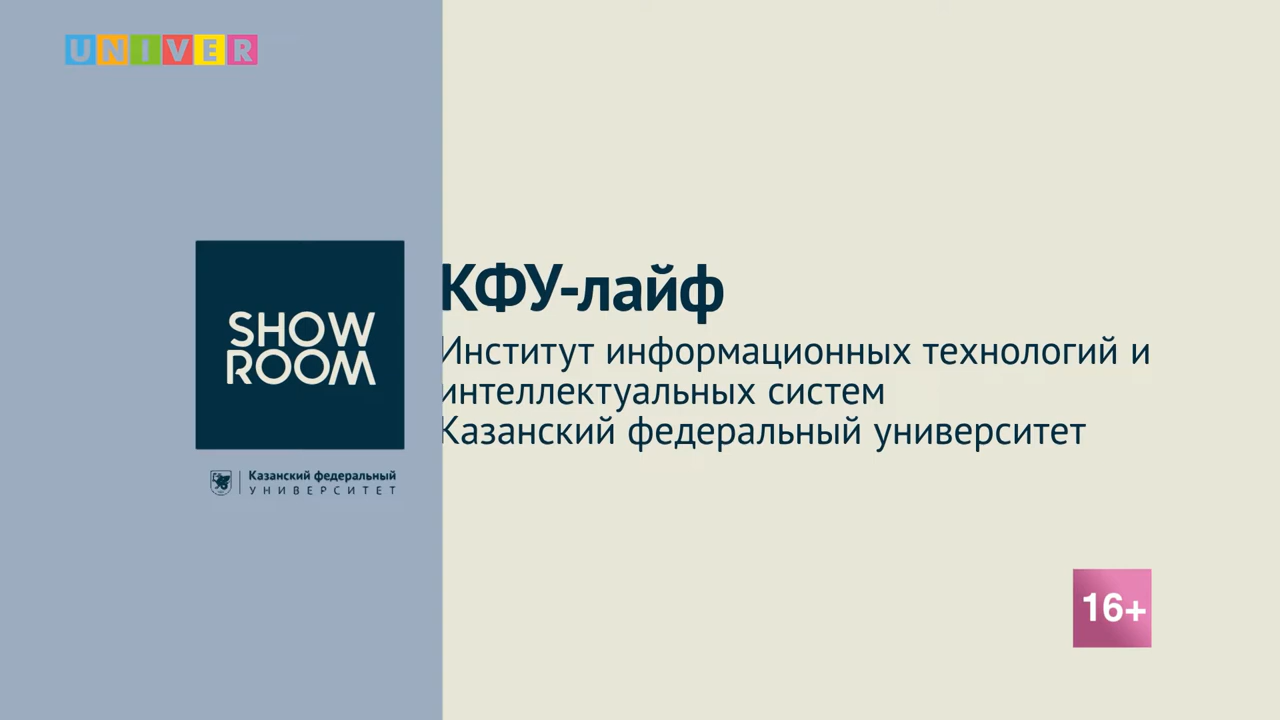 UNIVER
SHOW
ROOM
Казанский федеральный
УНИВЕРСИТЕТ
КФУ-лайф
Институт информационных технологий и
интеллектуальных систем
Казанский федеральный университет
16+